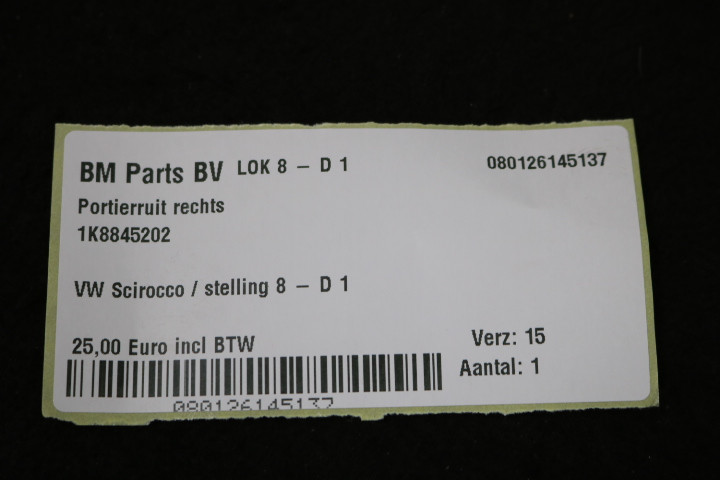 BM Parts BV LOK 8 – D 1 080126145137
Portierruit rechts
1K8845202
VW Scirocco / stelling 8 – D 1
25,00 Euro incl BTW Verz: 15
Aantal: 1
080126145137